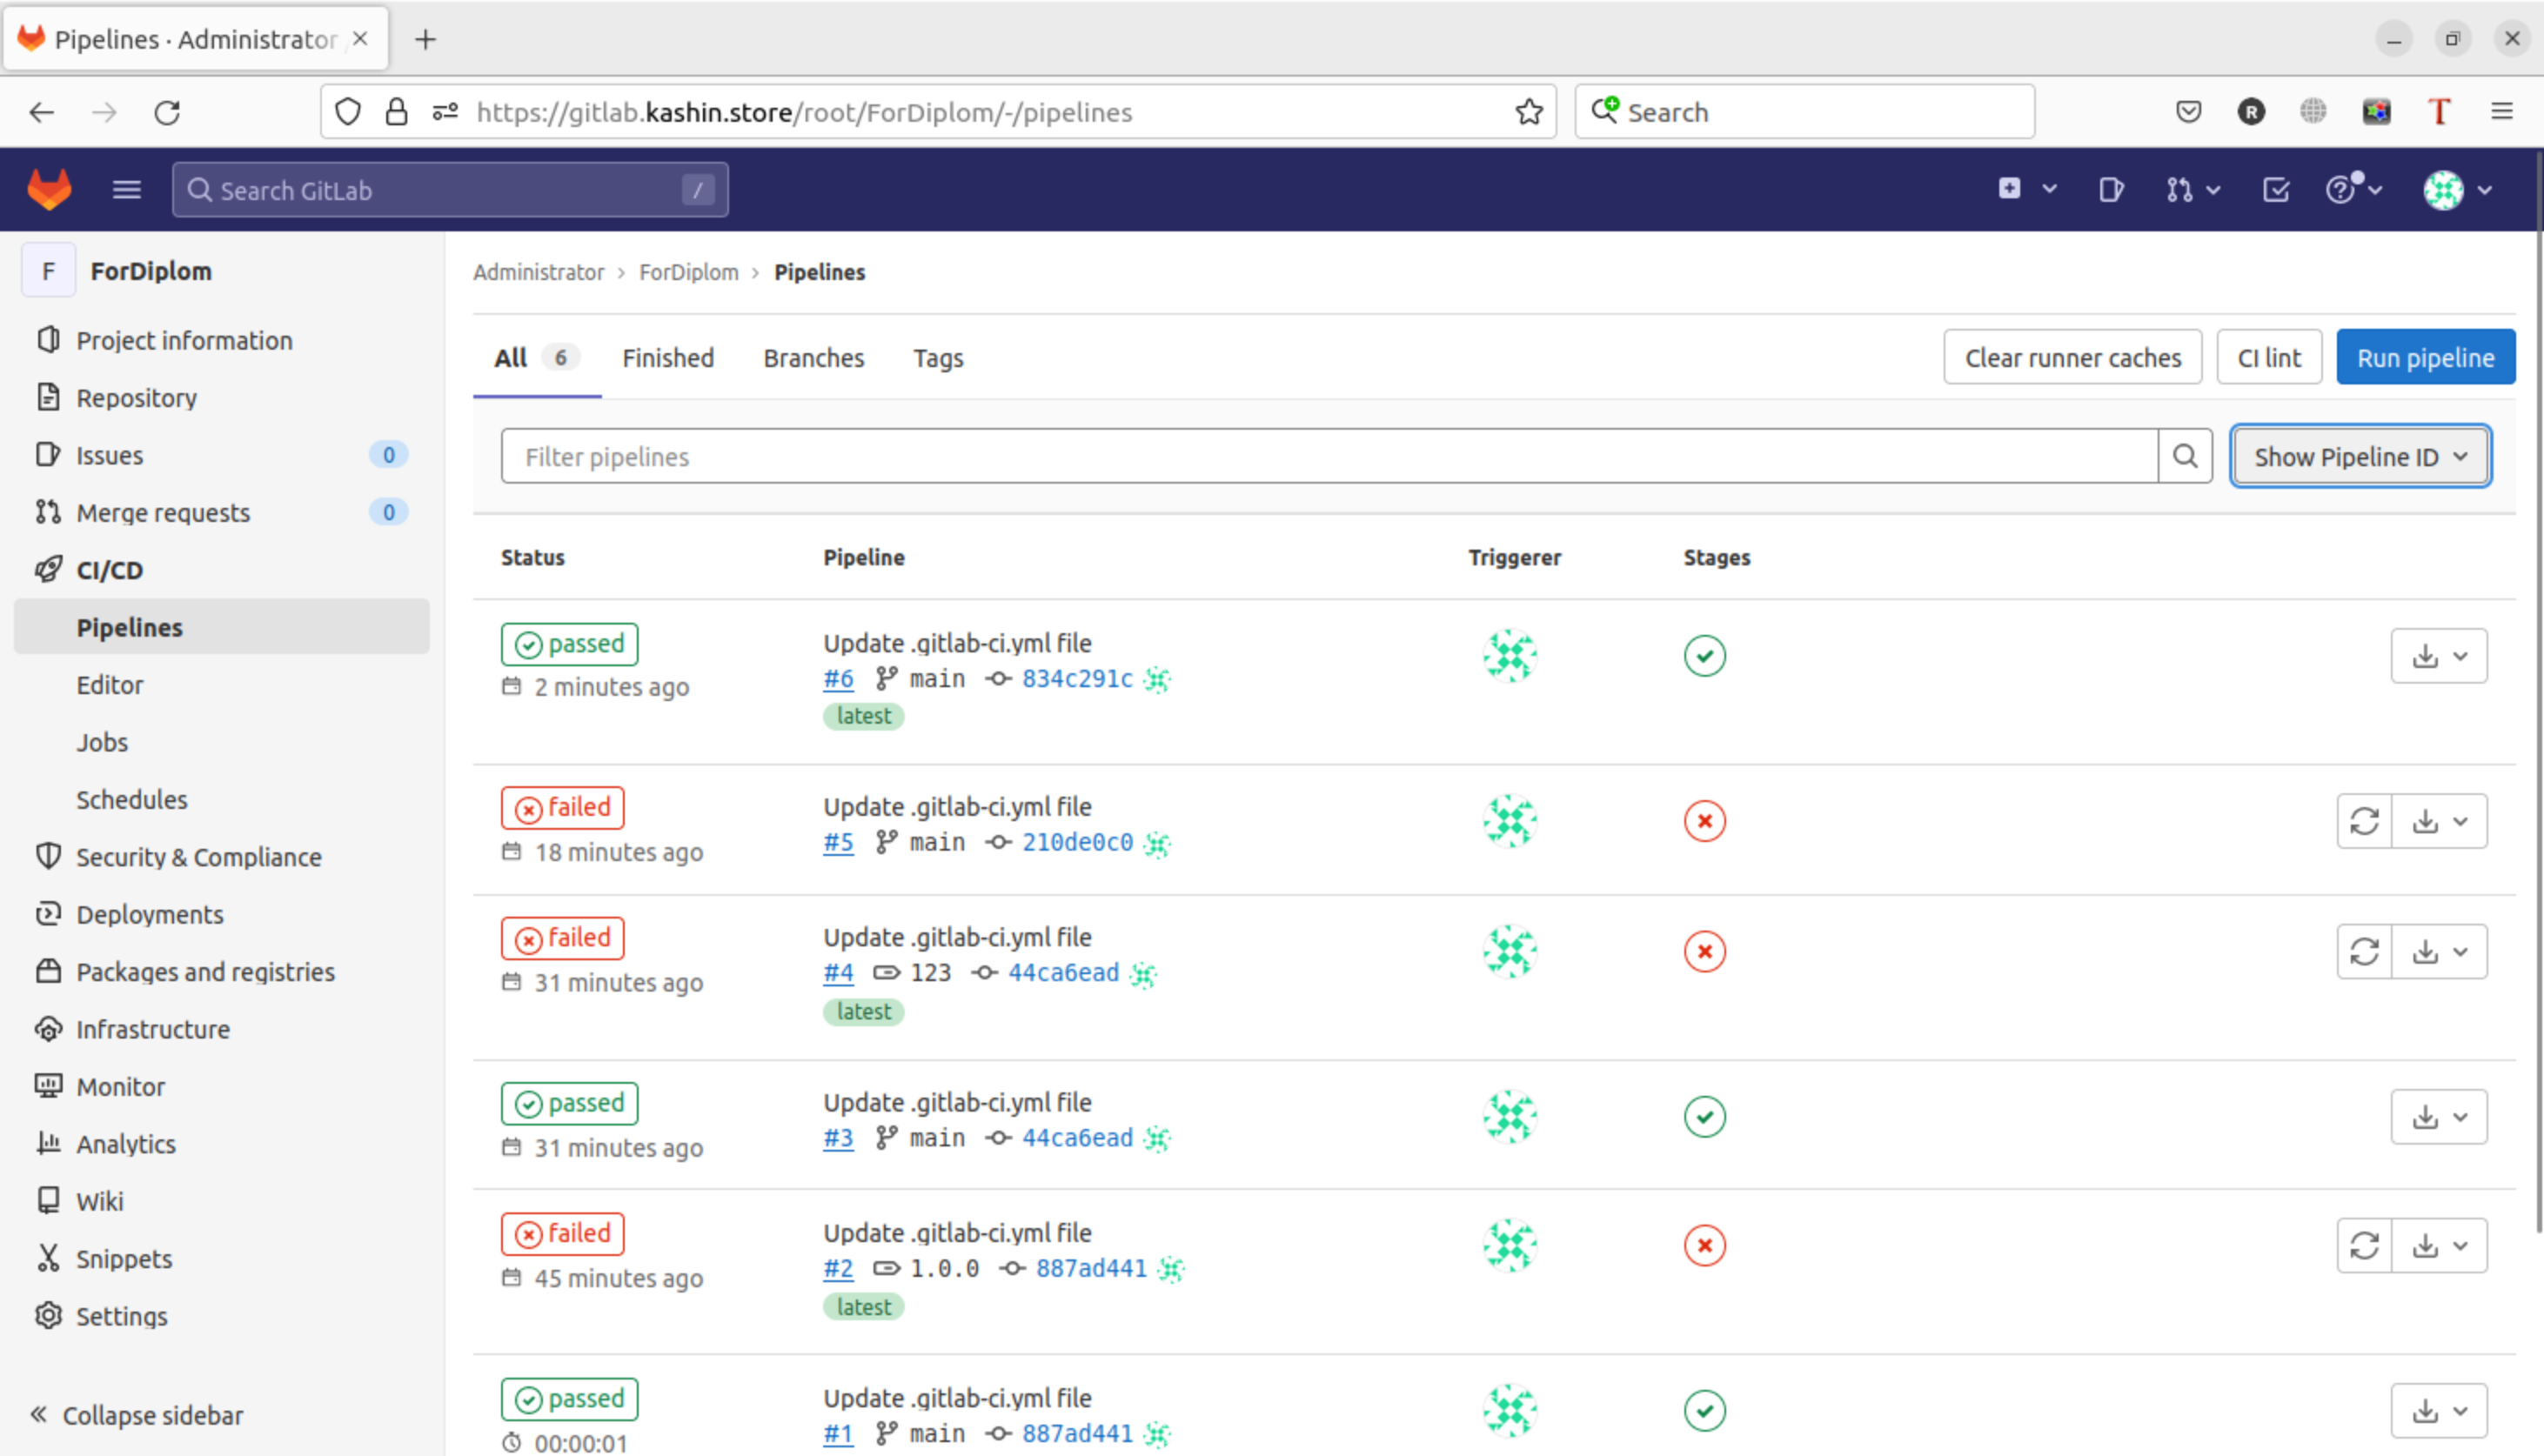 Pipelines · Administrator
https://gitlab.kashin.store/root/ForDiplom/-/pipelines
Search
R
T
Search GitLab
/
F
ForDiplom
Project information
Repository
Issues 0
Merge requests 0
CI/CD
Pipelines
Editor
Jobs
Schedules
Security & Compliance
Deployments
Packages and registries
Infrastructure
Monitor
Analytics
Wiki
Snippets
Settings
Collapse sidebar
Administrator › ForDiplom › Pipelines
All 6 Finished Branches Tags
Clear runner caches CI lint Run pipeline
Filter pipelines
Show Pipeline ID
Status Pipeline Triggerer Stages
passed
2 minutes ago
Update .gitlab-ci.yml file
#6 main 834c291c
latest
failed
18 minutes ago
Update .gitlab-ci.yml file
#5 main 210de0c0
failed
31 minutes ago
Update .gitlab-ci.yml file
#4 123 44ca6ead
latest
passed
31 minutes ago
Update .gitlab-ci.yml file
#3 main 44ca6ead
failed
45 minutes ago
Update .gitlab-ci.yml file
#2 1.0.0 887ad441
latest
passed
00:00:01
Update .gitlab-ci.yml file
#1 main 887ad441